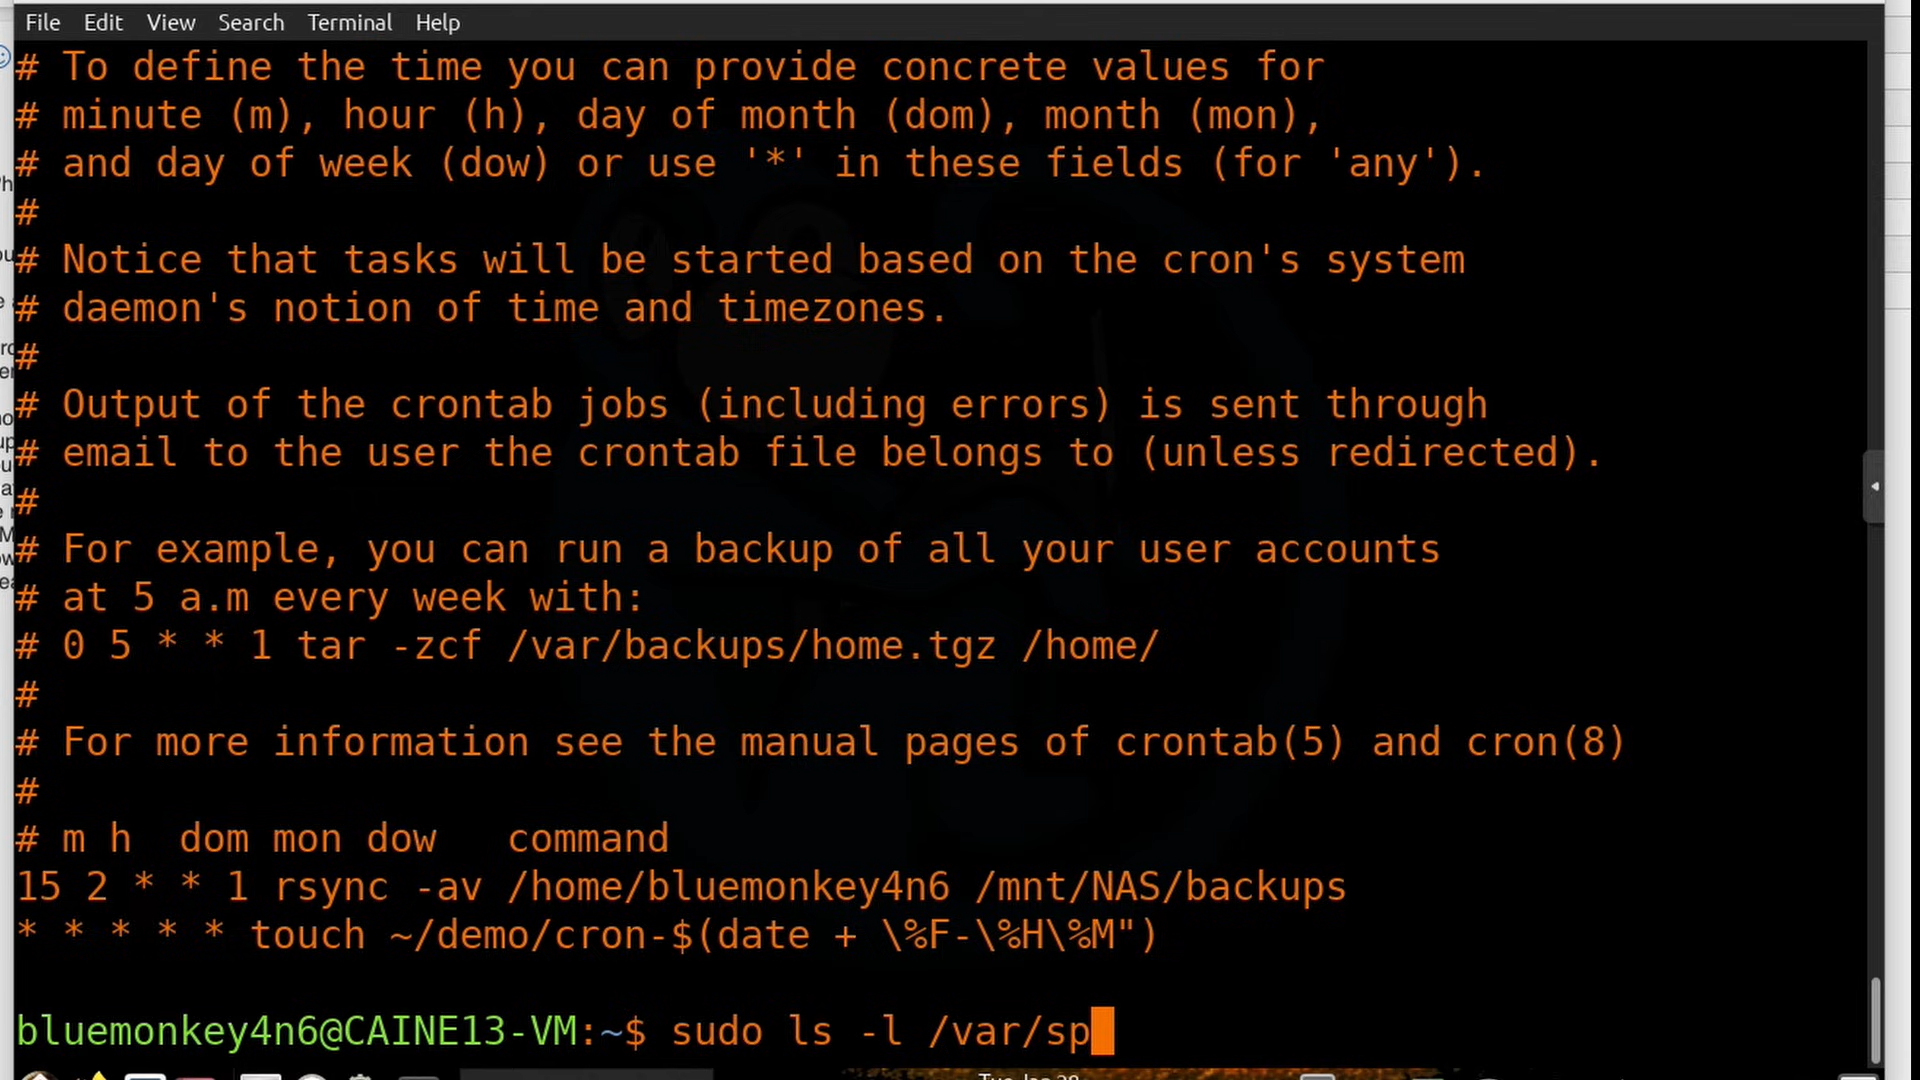 File Edit View Search Terminal Help
# To define the time you can provide concrete values for
# minute (m), hour (h), day of month (dom), month (mon),
# and day of week (dow) or use '*' in these fields (for 'any').
#
# Notice that tasks will be started based on the cron's system
# daemon's notion of time and timezones.
#
# Output of the crontab jobs (including errors) is sent through
# email to the user the crontab file belongs to (unless redirected).
#
# For example, you can run a backup of all your user accounts
# at 5 a.m every week with:
# 0 5 * * 1 tar -zcf /var/backups/home.tgz /home/
#
# For more information see the manual pages of crontab(5) and cron(8)
#
# m h  dom mon dow   command
15 2 * * 1 rsync -av /home/bluemonkey4n6 /mnt/NAS/backups
* * * * * touch ~/demo/cron-$(date + \%F-\%H\%M")
bluemonkey4n6@CAINE13-VM:~$ sudo ls -l /var/sp